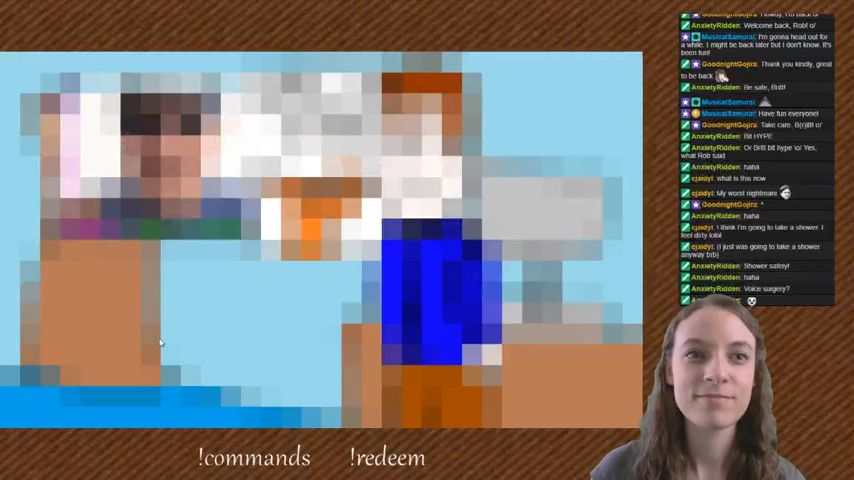 AnxietyRidden: Welcome back, Rob! o/
MusicalSamurai: I'm gonna head out for
a while. I might be back later but I don't know. It's
been fun!
GoodnightGojira: Thank you kindly, great
to be back
AnxietyRidden: Be safe, Britt!
MusicalSamurai:
MusicalSamurai: Have fun everyone!
GoodnightGojira: Take care, B(r)itt! o/
AnxietyRidden: Bit HYPE
AnxietyRidden: Or Britt bit hype \o/ Yes,
what Rob said
AnxietyRidden: haha
cjaidyl: what is this now
cjaidyl: My worst nightmare
GoodnightGojira: ^
AnxietyRidden: haha
cjaidyl: I think I'm going to take a shower. I
feel dirty lolol
cjaidyl: (I just was going to take a shower
anyway brb)
AnxietyRidden: Shower safety!
AnxietyRidden: haha
AnxietyRidden: Voice surgery?
AnxietyRidden:
!commands !redeem